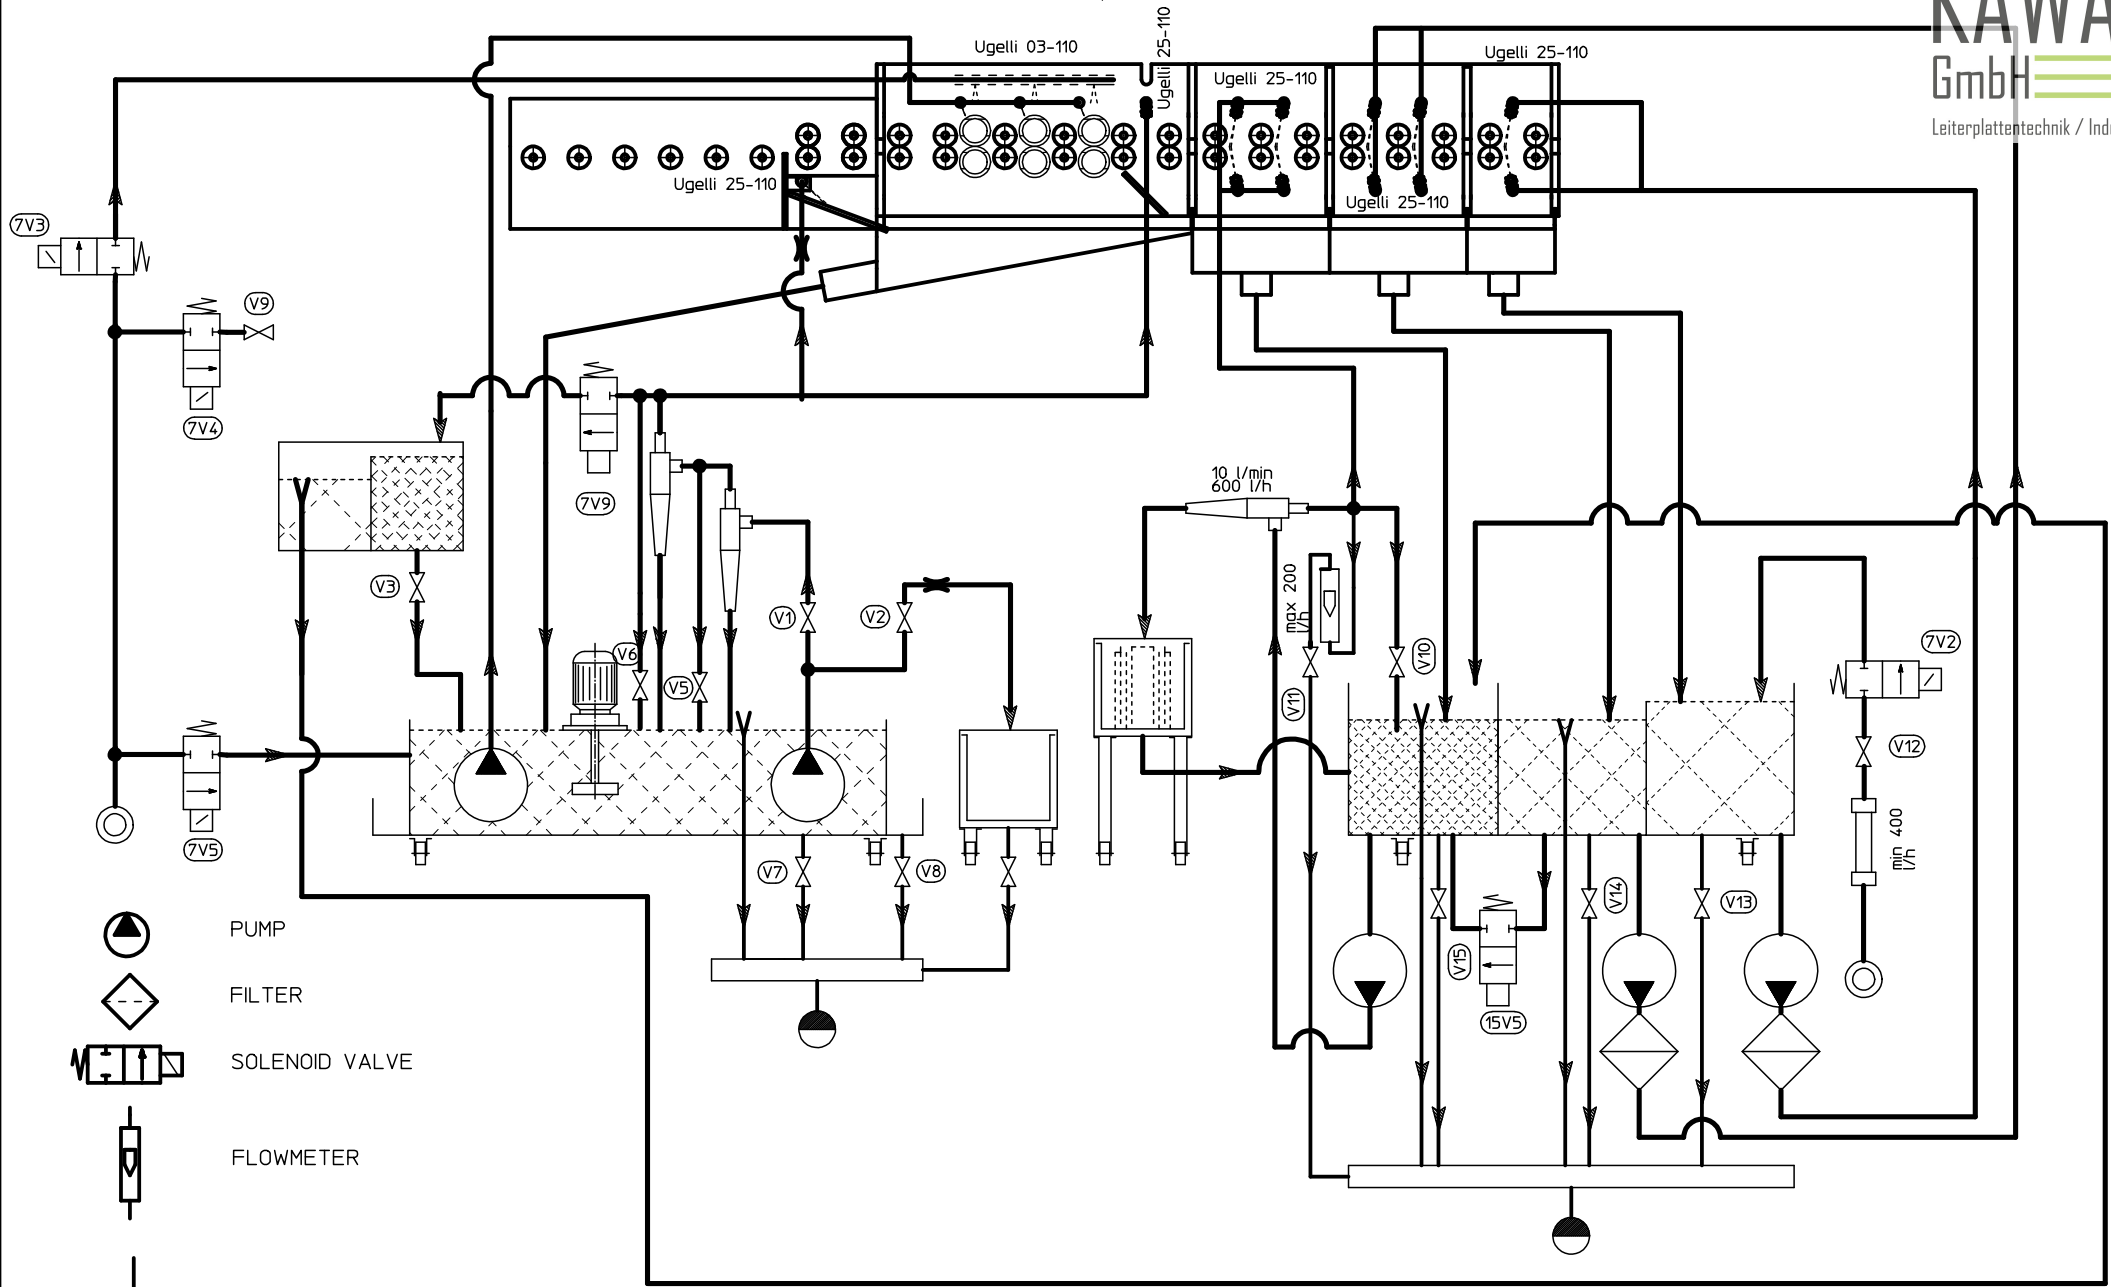 KAWA
GmbH
Leiterplattentechnik / Ind
Ugelli 03-110
Ugelli 25-110
Ugelli 25-110
Ugelli 25-110
Ugelli 25-110
Ugelli 25-110
7V3
V9
7V4
7V9
10 l/min
600 l/h
V3
V1
V2
max 200
l/h
V6
V5
V10
7V2
V11
V12
7V5
min 400
l/h
V7
V8
V14
V13
V15
15V5
PUMP
FILTER
SOLENOID VALVE
FLOWMETER